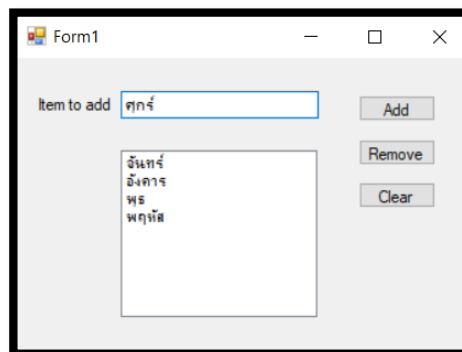 Form1
Item to add
ศุกร์
Add
จันทร์
อังคาร
พุธ
พฤหัส
Remove
Clear